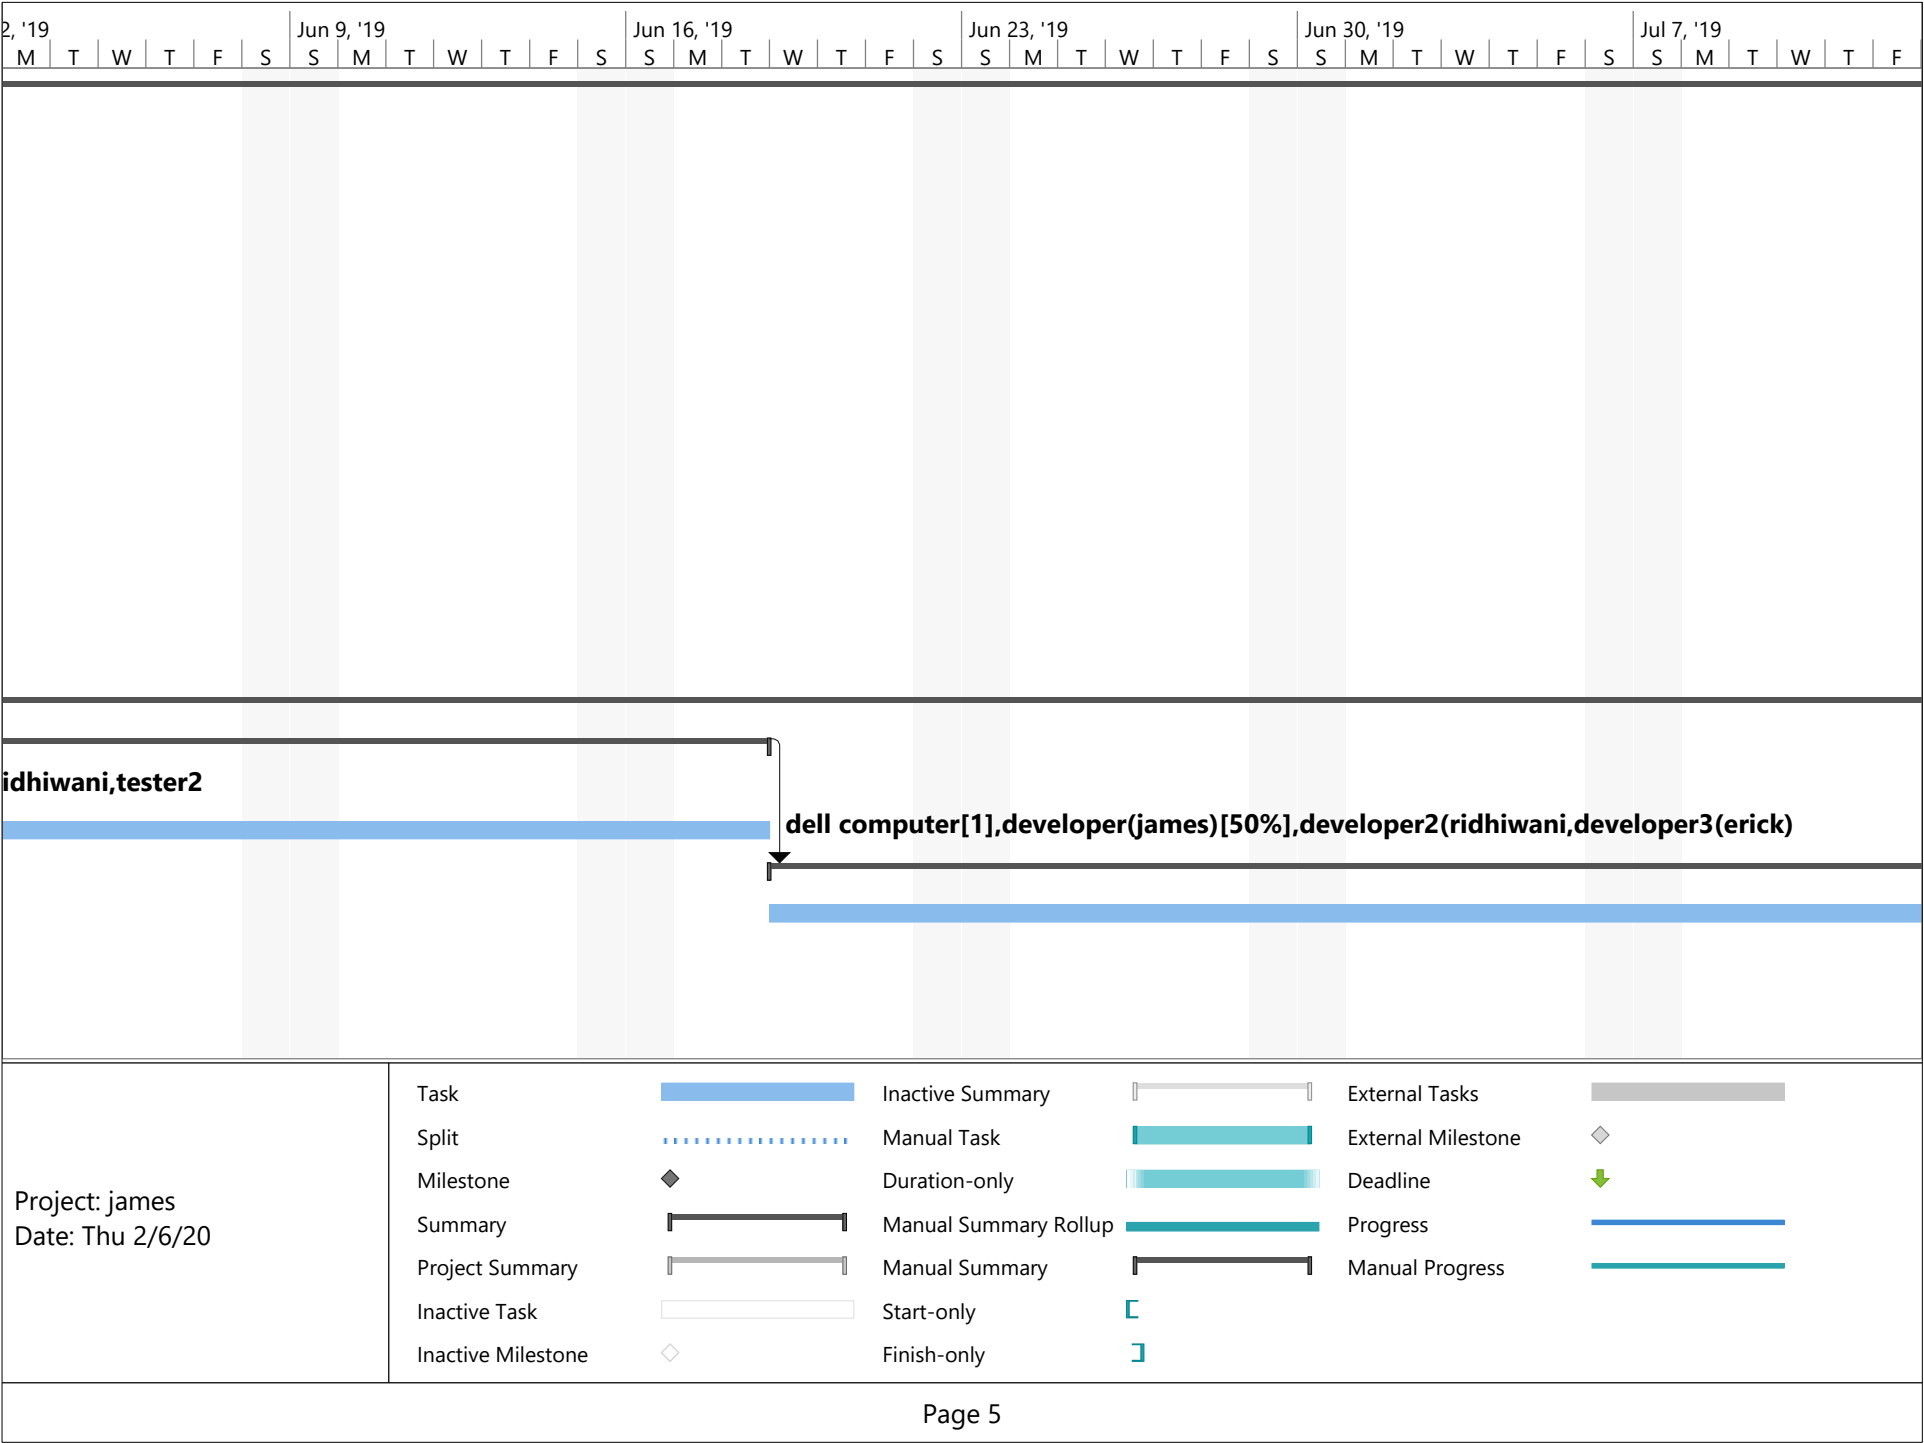 2, '19 Jun 9, '19 Jun 16, '19 Jun 23, '19 Jun 30, '19 Jul 7, '19
M T W T F S S M T W T F S S M T W T F S S M T W T F S S M T W T F S S M T W T F
idhiwani,tester2
dell computer[1],developer(james)[50%],developer2(ridhiwani,developer3(erick)
Project: james
Date: Thu 2/6/20
Task
Split
Milestone
Summary
Project Summary
Inactive Task
Inactive Milestone
Inactive Summary
Manual Task
Duration-only
Manual Summary Rollup
Manual Summary
Start-only
Finish-only
External Tasks
External Milestone
Deadline
Progress
Manual Progress
Page 5